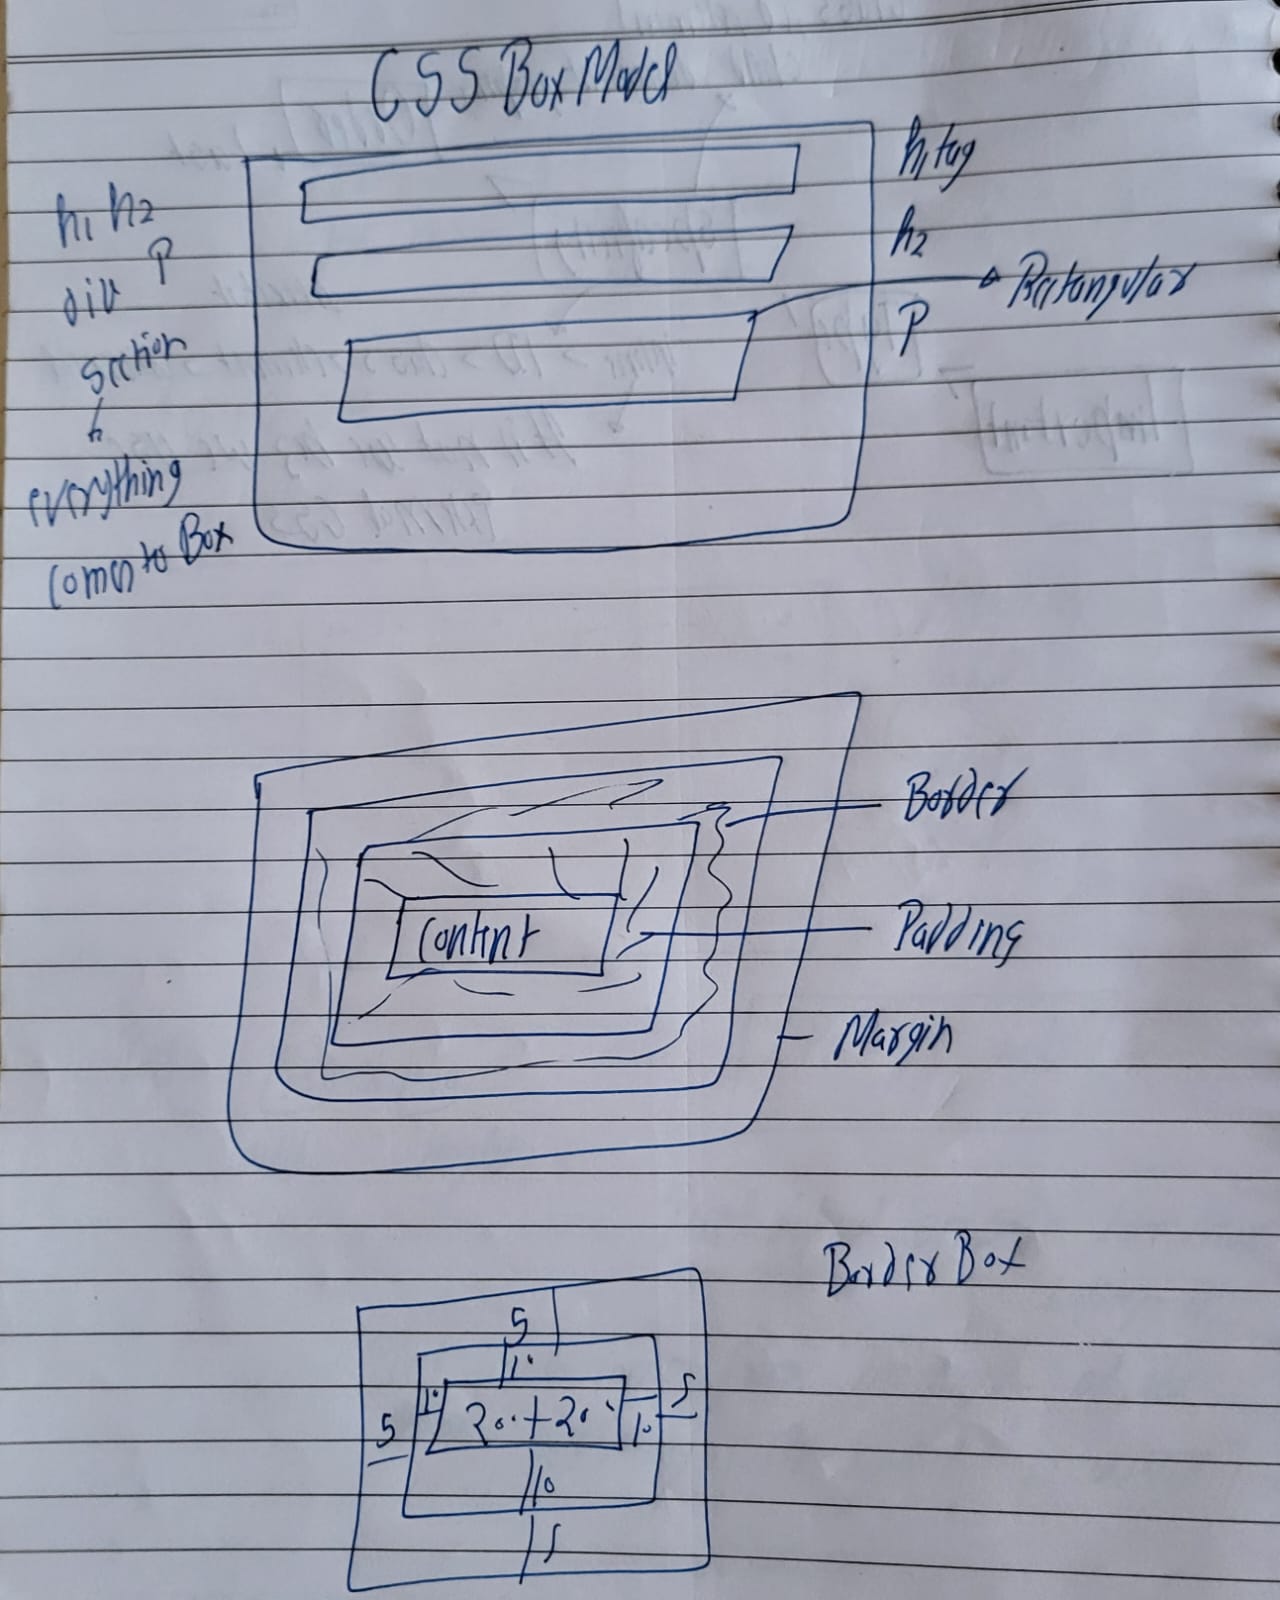 CSS Box Model
h1 tag
h1 h2
P
div
section
everything
comes to Box
h2
Rectangular
P
Border
Content
Padding
Margin
Border Box
5
10
10
200+200
10
5
5
10
5